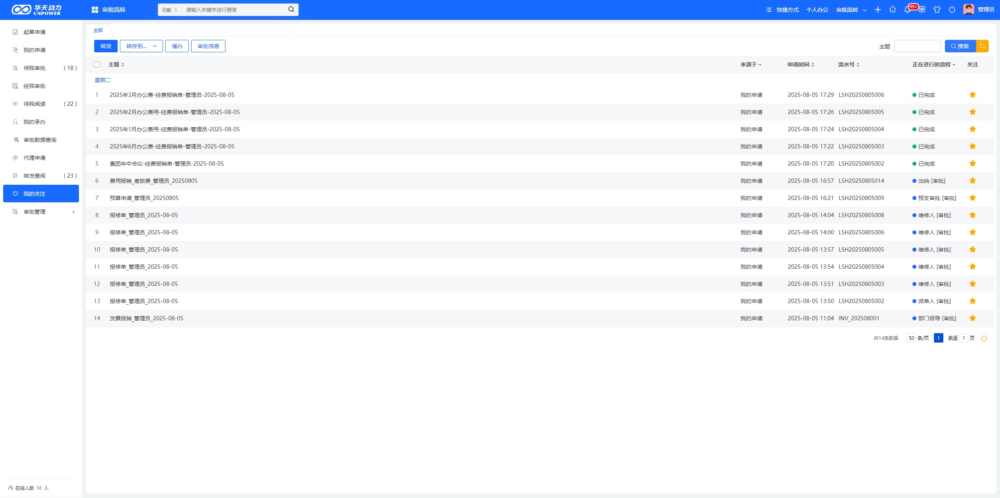 华天动力 CNPOWER 审批流转 功能 请输入关键字进行搜索 快捷方式 个人办公 审批流转 99+ 管理员
起草申请
我的申请
待我审批 ( 18 )
经我审批
待我阅读 ( 22 )
我的承办
审批数据查询
代理申请
转发查阅 ( 23 )
我的关注
审批管理
在线人数 16 人
全部
转发 转存到... 催办 审批信息 主题 搜索
主题 来源于 申请时间 流水号 正在进行的流程 关注
星期二
1 2025年3月办公费-经费报销单-管理员-2025-08-05 我的申请 2025-08-05 17:29 LSH20250805006 已完成
2 2025年2月办公费用-经费报销单-管理员-2025-08-05 我的申请 2025-08-05 17:26 LSH20250805005 已完成
3 2025年1月办公费用-经费报销单-管理员-2025-08-05 我的申请 2025-08-05 17:24 LSH20250805004 已完成
4 2025年6月办公费-经费报销单-管理员-2025-08-05 我的申请 2025-08-05 17:22 LSH20250805003 已完成
5 集团年中会议-经费报销单-管理员-2025-08-05 我的申请 2025-08-05 17:20 LSH20250805002 已完成
6 费用报销_差旅费_管理员_20250805 我的申请 2025-08-05 16:57 LSH20250805014 出纳 [审批]
7 预算申请_管理员_20250805 我的申请 2025-08-05 16:21 LSH20250805009 预支审批 [审批]
8 报修单_管理员_2025-08-05 我的申请 2025-08-05 14:04 LSH20250805008 维修人 [审批]
9 报修单_管理员_2025-08-05 我的申请 2025-08-05 14:00 LSH20250805006 维修人 [审批]
10 报修单_管理员_2025-08-05 我的申请 2025-08-05 13:57 LSH20250805005 维修人 [审批]
11 报修单_管理员_2025-08-05 我的申请 2025-08-05 13:54 LSH20250805004 维修人 [审批]
12 报修单_管理员_2025-08-05 我的申请 2025-08-05 13:51 LSH20250805003 维修人 [审批]
13 报修单_管理员_2025-08-05 我的申请 2025-08-05 13:50 LSH20250805002 派单人 [审批]
14 发票报销_管理员_2025-08-05 我的申请 2025-08-05 11:04 INV_202508001 部门领导 [审批]
共14条数据 50 条/页 1 跳至 1 页